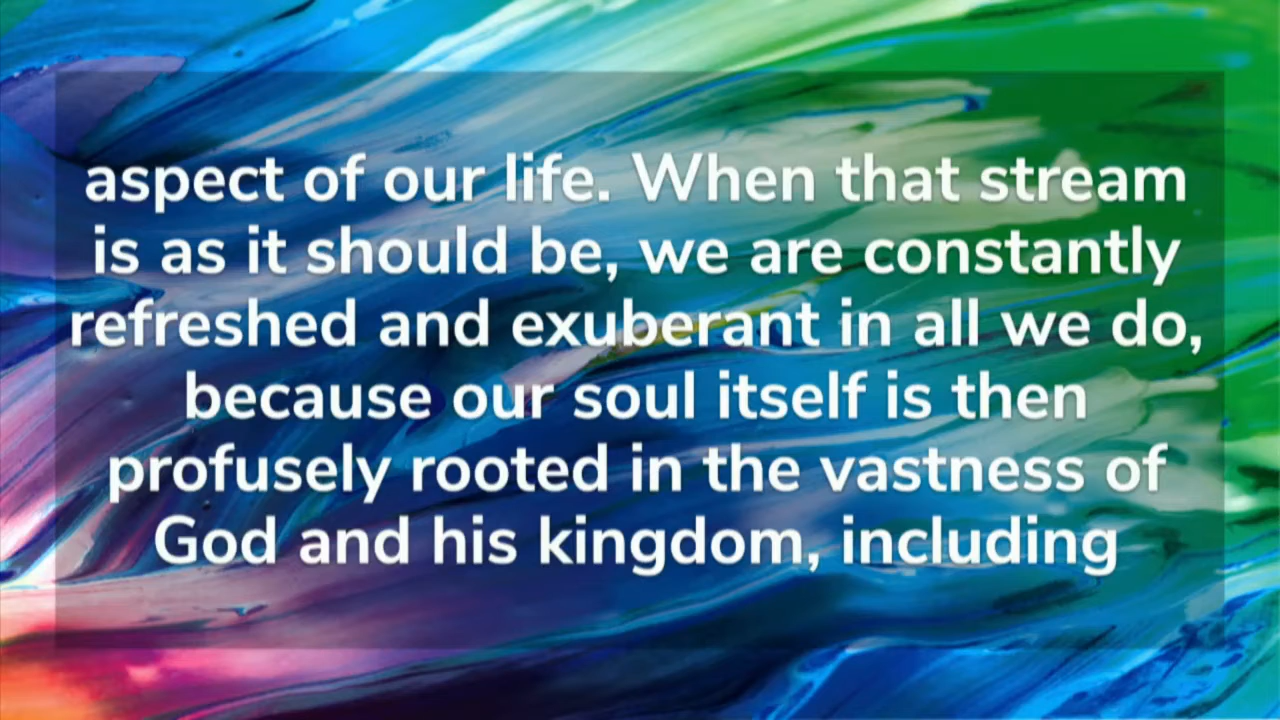 aspect of our life. When that stream
is as it should be, we are constantly
refreshed and exuberant in all we do,
because our soul itself is then
profusely rooted in the vastness of
God and his kingdom, including